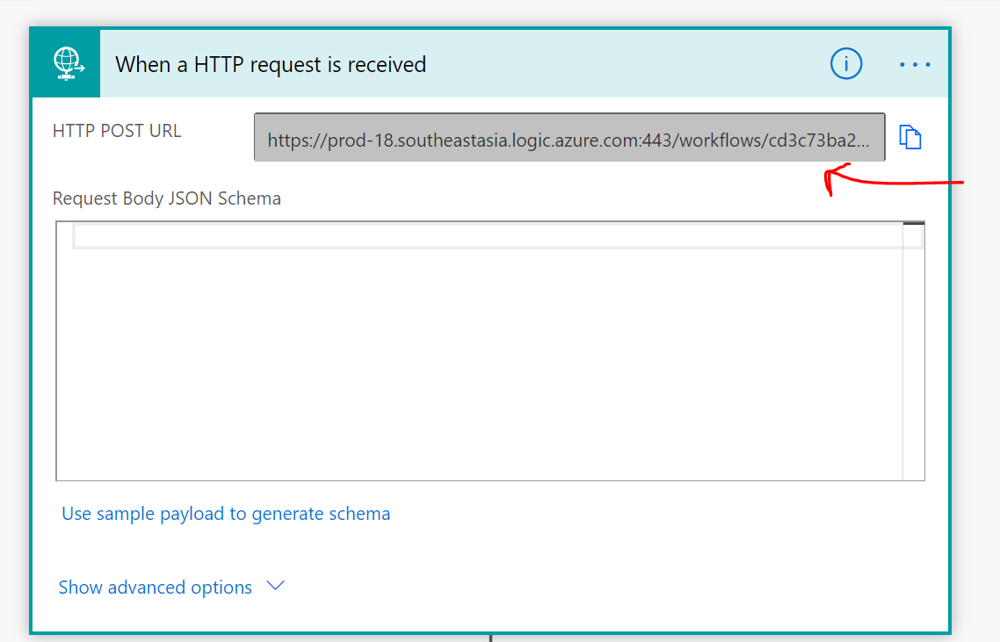 When a HTTP request is received
HTTP POST URL
https://prod-18.southeastasia.logic.azure.com:443/workflows/cd3c73ba2...
Request Body JSON Schema
Use sample payload to generate schema
Show advanced options